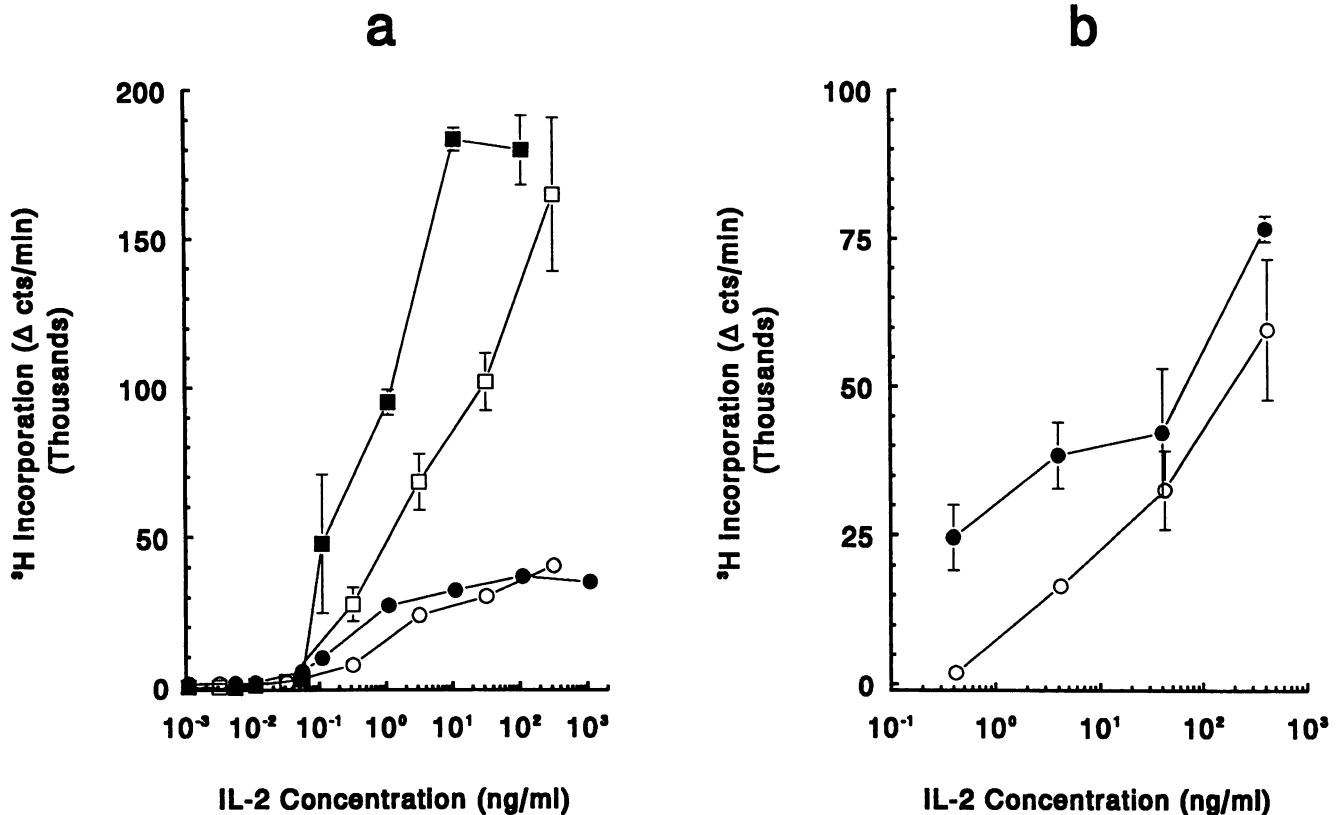 a
200
150
100
50
0
³H Incorporation (Δ cts/min)
(Thousands)
10⁻³ 10⁻² 10⁻¹ 10⁰ 10¹ 10² 10³
IL-2 Concentration (ng/ml)
b
100
75
50
25
0
³H Incorporation (Δ cts/min)
(Thousands)
10⁻¹ 10⁰ 10¹ 10² 10³
IL-2 Concentration (ng/ml)